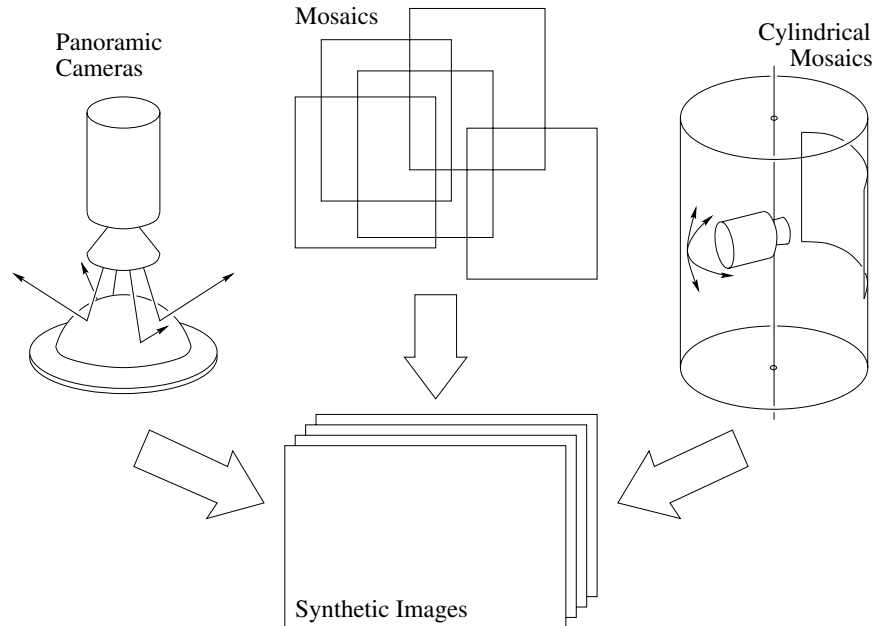 Panoramic
Cameras
Mosaics
Cylindrical
Mosaics
Synthetic Images